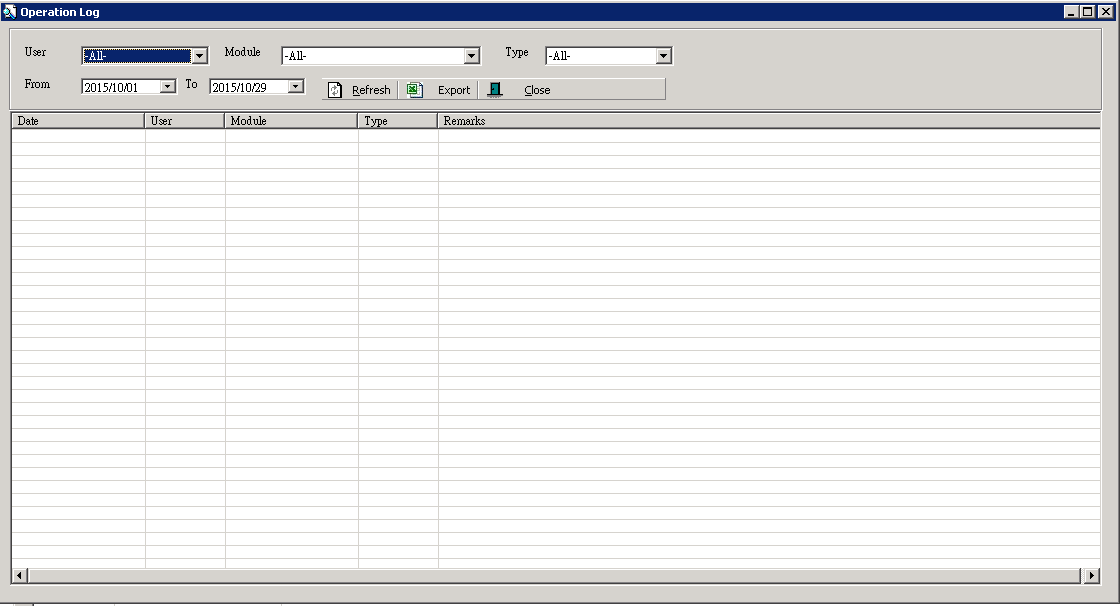 Operation Log
User -All- Module -All- Type -All-
From 2015/10/01 To 2015/10/29 Refresh Export Close
Date User Module Type Remarks